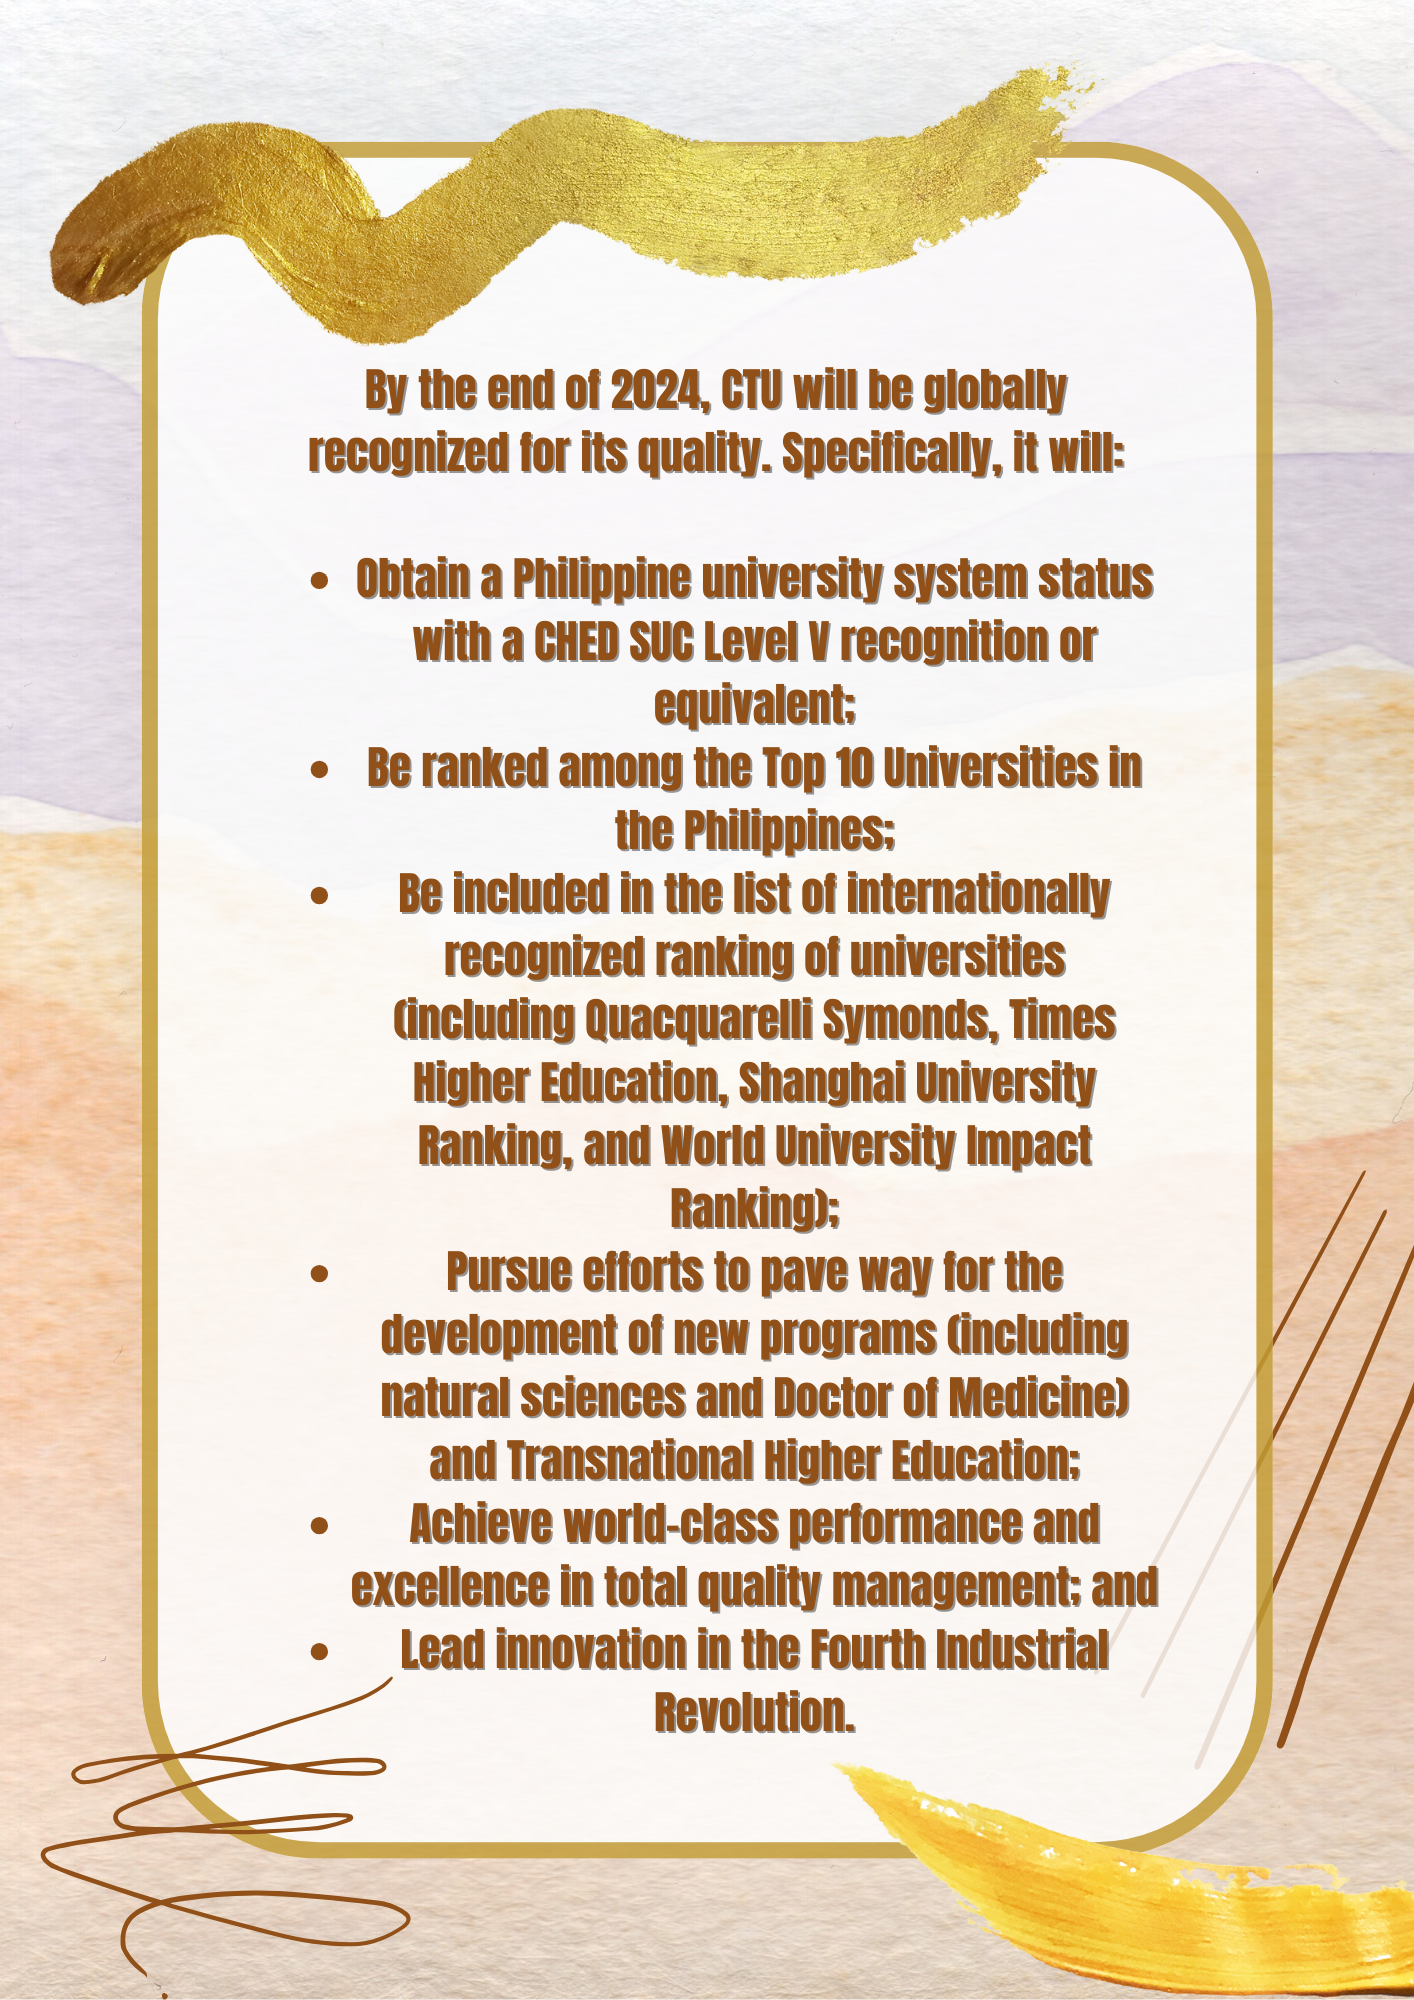 By the end of 2024, CTU will be globally
recognized for its quality. Specifically, it will:
• Obtain a Philippine university system status
with a CHED SUC Level V recognition or
equivalent;
• Be ranked among the Top 10 Universities in
the Philippines;
• Be included in the list of internationally
recognized ranking of universities
(including Quacquarelli Symonds, Times
Higher Education, Shanghai University
Ranking, and World University Impact
Ranking);
• Pursue efforts to pave way for the
development of new programs (including
natural sciences and Doctor of Medicine)
and Transnational Higher Education;
• Achieve world-class performance and
excellence in total quality management; and
• Lead innovation in the Fourth Industrial
Revolution.